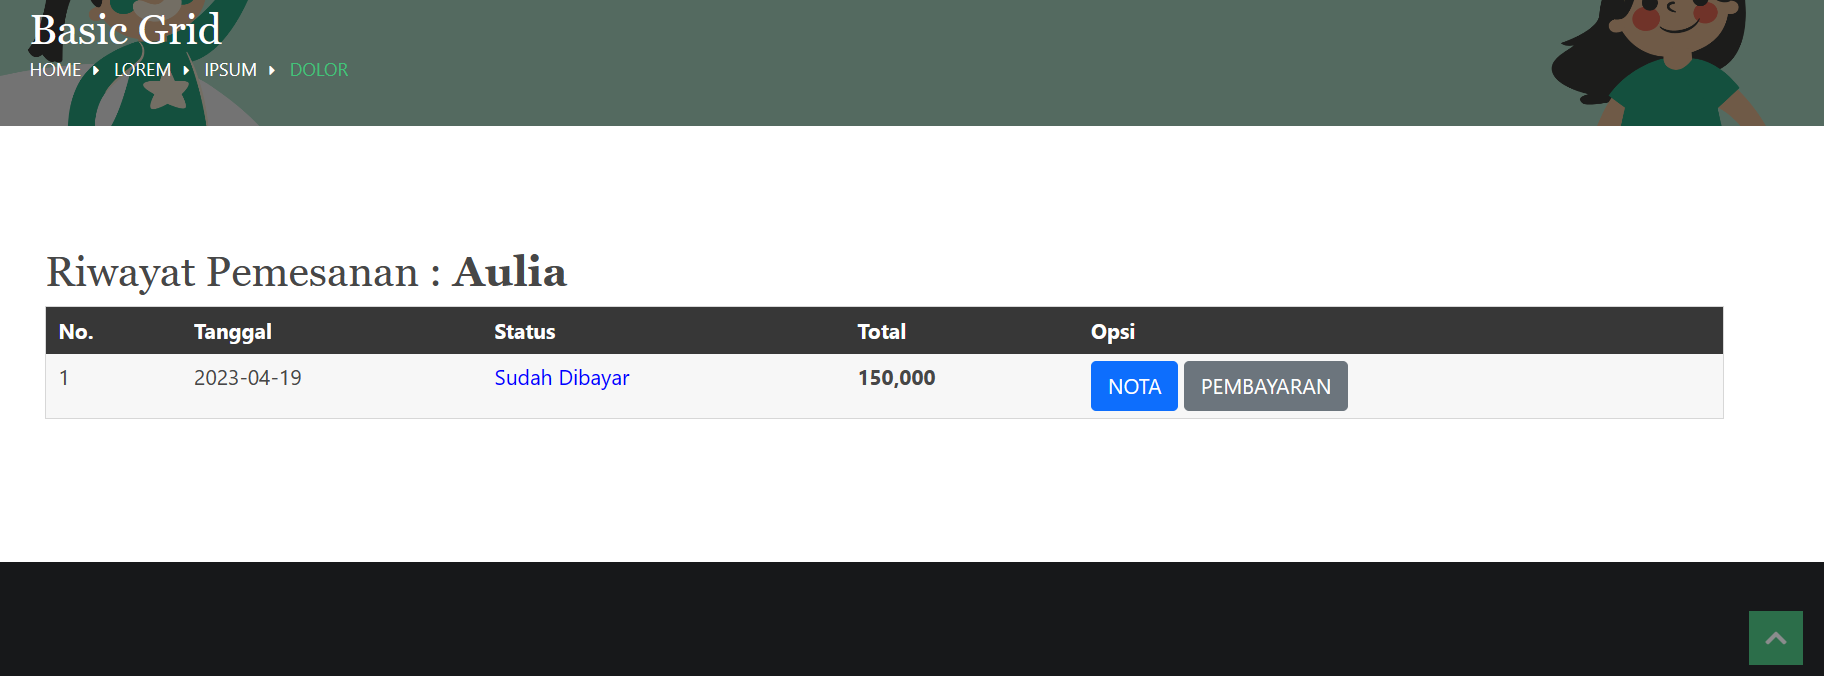 Basic Grid
HOME LOREM IPSUM DOLOR
Riwayat Pemesanan : Aulia
No. Tanggal Status Total Opsi
1 2023-04-19 Sudah Dibayar 150,000 NOTA PEMBAYARAN